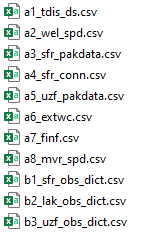 a1_tdis_ds.csv
a2_wel_spd.csv
a3_sfr_pakdata.csv
a4_sfr_conn.csv
a5_uzf_pakdata.csv
a6_extwc.csv
a7_finf.csv
a8_mvr_spd.csv
b1_sfr_obs_dict.csv
b2_lak_obs_dict.csv
b3_uzf_obs_dict.csv